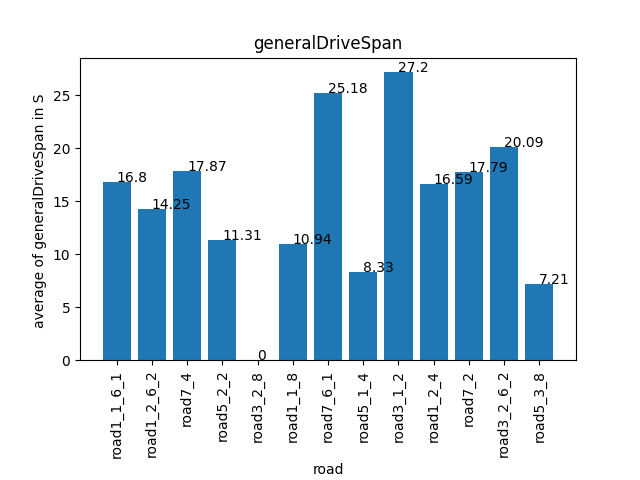 generalDriveSpan
average of generalDriveSpan in S
25
20
15
10
5
0
16.8
14.25
17.87
11.31
0
10.94
25.18
8.33
27.2
16.59
17.79
20.09
7.21
road1_1_6_1
road1_2_6_2
road7_4
road5_2_2
road3_2_8
road1_1_8
road7_6_1
road5_1_4
road3_1_2
road1_2_4
road7_2
road3_2_6_2
road5_3_8
road